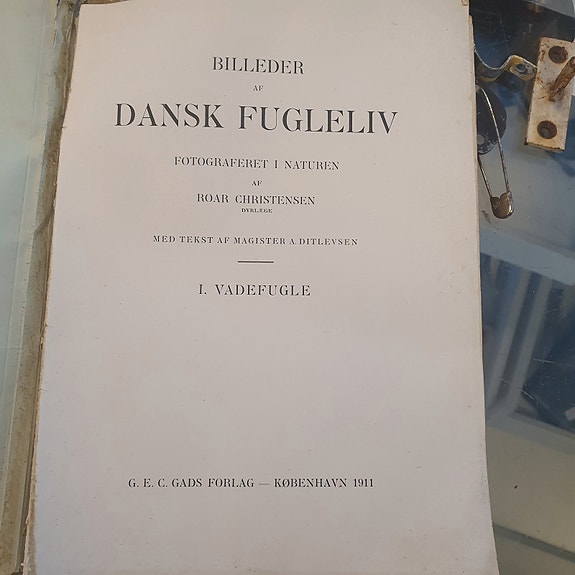 BILLEDER
AF
DANSK FUGLELIV
FOTOGRAFERET I NATUREN
AF
ROAR CHRISTENSEN
DYRLÆGE
MED TEKST AF MAGISTER A. DITLEVSEN
I. VADEFUGLE
G. E. C. GADS FORLAG — KØBENHAVN 1911